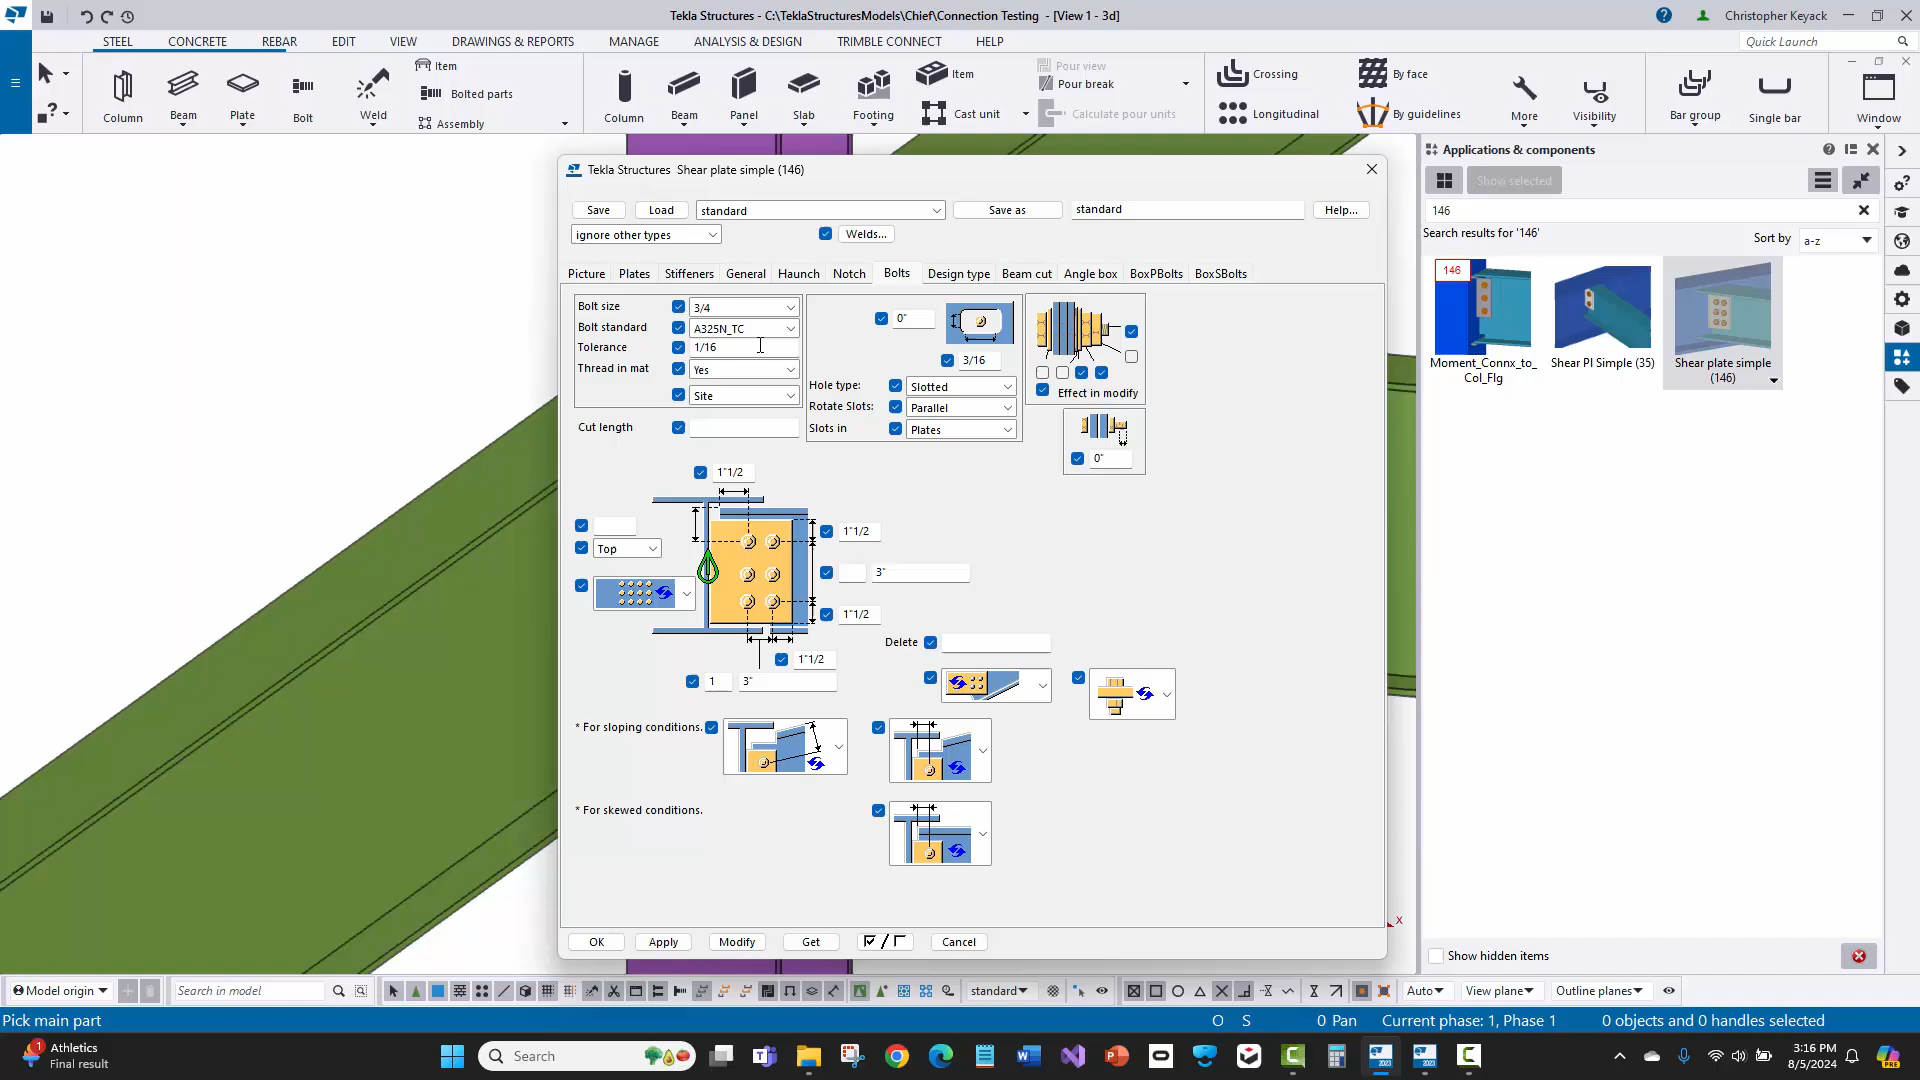 Tekla Structures - C:\TeklaStructuresModels\Chief\Connection Testing - [View 1 - 3d]
Christopher Keyack
STEEL CONCRETE REBAR EDIT VIEW DRAWINGS & REPORTS MANAGE ANALYSIS & DESIGN TRIMBLE CONNECT HELP
Quick Launch
Item
Bolted parts
Assembly
Column Beam Plate Bolt Weld
Column Beam Panel Slab Footing
Item
Cast unit
Pour view
Pour break
Calculate pour units
Crossing
Longitudinal
By face
By guidelines
More Visibility Bar group Single bar Window
Tekla Structures Shear plate simple (146)
Save Load standard Save as standard Help...
ignore other types Welds...
Picture Plates Stiffeners General Haunch Notch Bolts Design type Beam cut Angle box BoxPBolts BoxSBolts
Bolt size 3/4
Bolt standard A325N_TC
Tolerance 1/16
Thread in mat Yes
Site
Cut length
0"
3/16
Hole type: Slotted
Rotate Slots: Parallel
Slots in Plates
Effect in modify
0"
1"1/2
Top
1"1/2
3"
1"1/2
1"1/2
1 3"
Delete
* For sloping conditions.
* For skewed conditions.
OK Apply Modify Get / Cancel
Applications & components
Show selected
146
Search results for '146'
Sort by a-z
146
Moment_Connx_to_
Col_Flg
Shear Pl Simple (35)
Shear plate simple
(146)
Show hidden items
X
Model origin Search in model standard Auto View plane Outline planes
Pick main part
O S 0 Pan Current phase: 1, Phase 1 0 objects and 0 handles selected
1
Athletics
Final result
Search
2023
2023
3:16 PM
8/5/2024
PRE